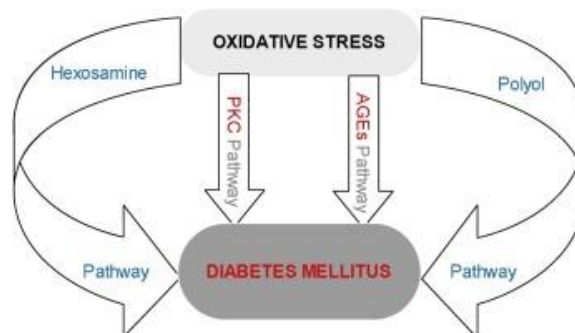 OXIDATIVE STRESS
Hexosamine
Polyol
PKC Pathway
AGEs Pathway
Pathway
DIABETES MELLITUS
Pathway